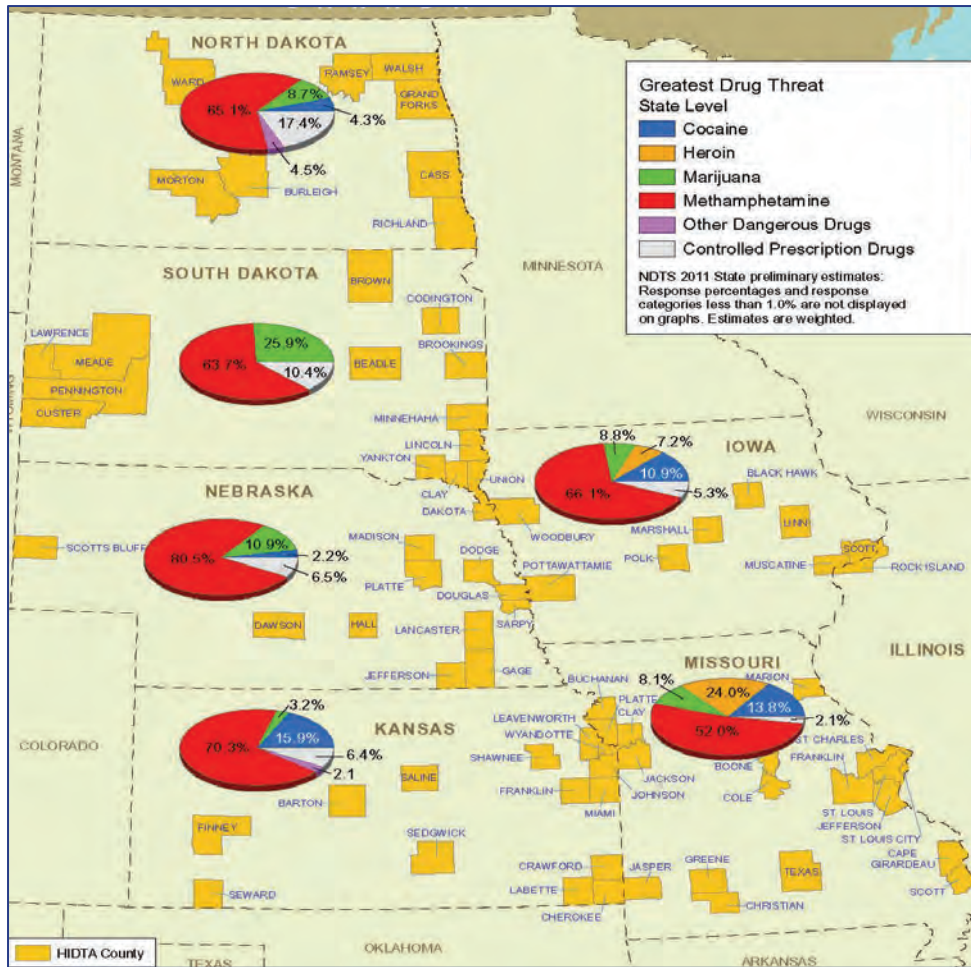 NORTH DAKOTA
WARD
RAMSEY
WALSH
GRAND
FORKS
65.1%
8.7%
4.3%
17.4%
4.5%
MORTON
BURLEIGH
CASS
RICHLAND
MONTANA
MINNESOTA
Greatest Drug Threat
State Level
Cocaine
Heroin
Marijuana
Methamphetamine
Other Dangerous Drugs
Controlled Prescription Drugs
NDTS 2011 State preliminary estimates:
Response percentages and response
categories less than 1.0% are not displayed
on graphs. Estimates are weighted.
SOUTH DAKOTA
BROWN
CODINGTON
LAWRENCE
MEADE
PENNINGTON
CUSTER
25.9%
63.7%
10.4%
BEADLE
BROOKINGS
MINNEHAHA
LINCOLN
YANKTON
UNION
CLAY
WISCONSIN
IOWA
8.8%
7.2%
10.9%
66.1%
5.3%
BLACK HAWK
MARSHALL
LINN
POLK
SCOTT
MUSCATINE
ROCK ISLAND
DAKOTA
WOODBURY
POTTAWATTAMIE
NEBRASKA
SCOTTS BLUFF
10.9%
80.5%
2.2%
6.5%
MADISON
DODGE
PLATTE
DOUGLAS
SARPY
DAWSON
HALL
LANCASTER
JEFFERSON
GAGE
ILLINOIS
MISSOURI
MARION
8.1%
24.0%
13.8%
2.1%
52.0%
BUCHANAN
PLATTE
CLAY
LEAVENWORTH
WYANDOTTE
SHAWNEE
JACKSON
FRANKLIN
JOHNSON
MIAMI
BOONE
COLE
ST CHARLES
FRANKLIN
ST. LOUIS
JEFFERSON
ST. LOUIS CITY
CAPE
GIRARDEAU
SCOTT
COLORADO
KANSAS
3.2%
15.9%
70.3%
6.4%
2.1
SALINE
BARTON
FINNEY
SEDGWICK
SEWARD
CRAWFORD
LABETTE
CHEROKEE
JASPER
GREENE
CHRISTIAN
TEXAS
HIDTA County
TEXAS
OKLAHOMA
ARKANSAS